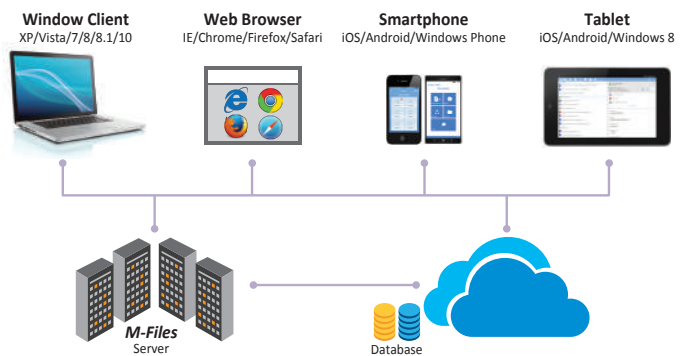 Window Client
XP/Vista/7/8/8.1/10
Web Browser
IE/Chrome/Firefox/Safari
Smartphone
iOS/Android/Windows Phone
Tablet
iOS/Android/Windows 8
M-Files
Server
Database